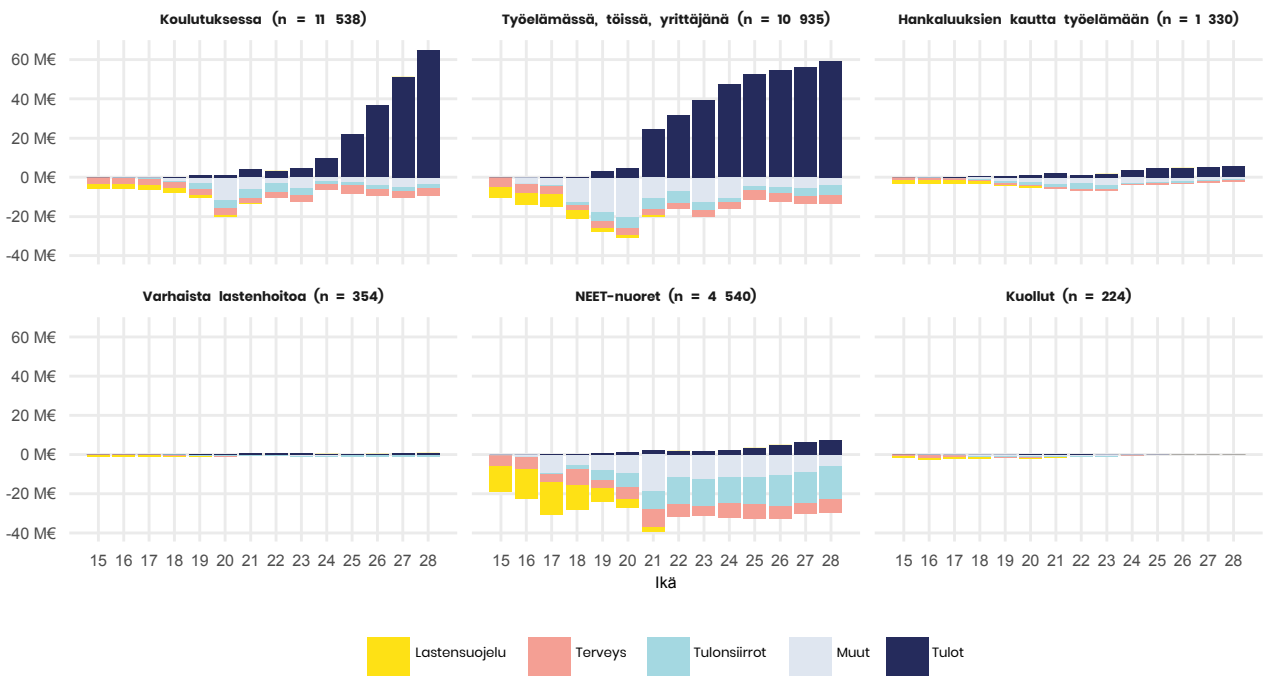 Koulutuksessa (n = 11 538)
Työelämässä, töissä, yrittäjänä (n = 10 935)
Hankaluuksien kautta työelämään (n = 1 330)
60 M€
40 M€
20 M€
0 M€
-20 M€
-40 M€
Varhaista lastenhoitoa (n = 354)
NEET-nuoret (n = 4 540)
Kuollut (n = 224)
60 M€
40 M€
20 M€
0 M€
-20 M€
-40 M€
15 16 17 18 19 20 21 22 23 24 25 26 27 28
15 16 17 18 19 20 21 22 23 24 25 26 27 28
15 16 17 18 19 20 21 22 23 24 25 26 27 28
Ikä
Lastensuojelu Terveys Tulonsiirrot Muut Tulot